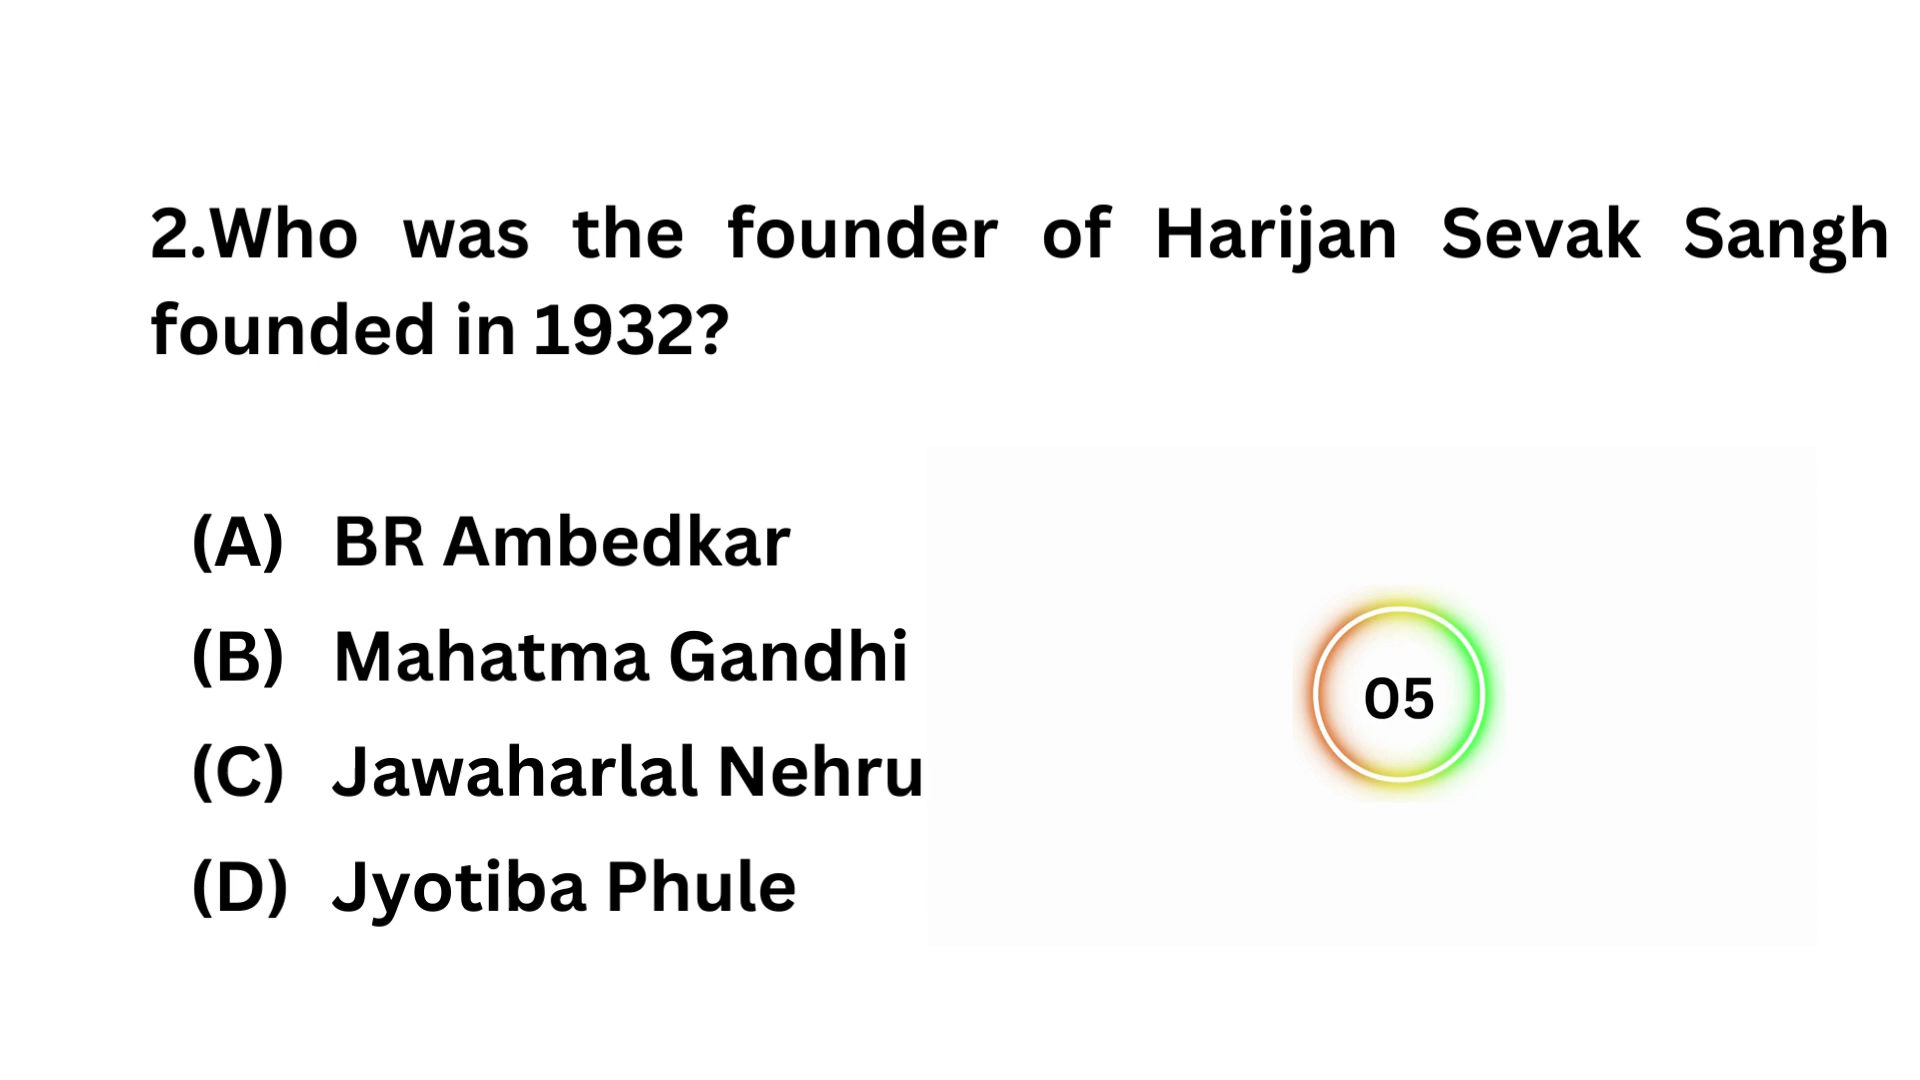 2.Who was the founder of Harijan Sevak Sangh
founded in 1932?
(A) BR Ambedkar
(B) Mahatma Gandhi
(C) Jawaharlal Nehru
(D) Jyotiba Phule
05